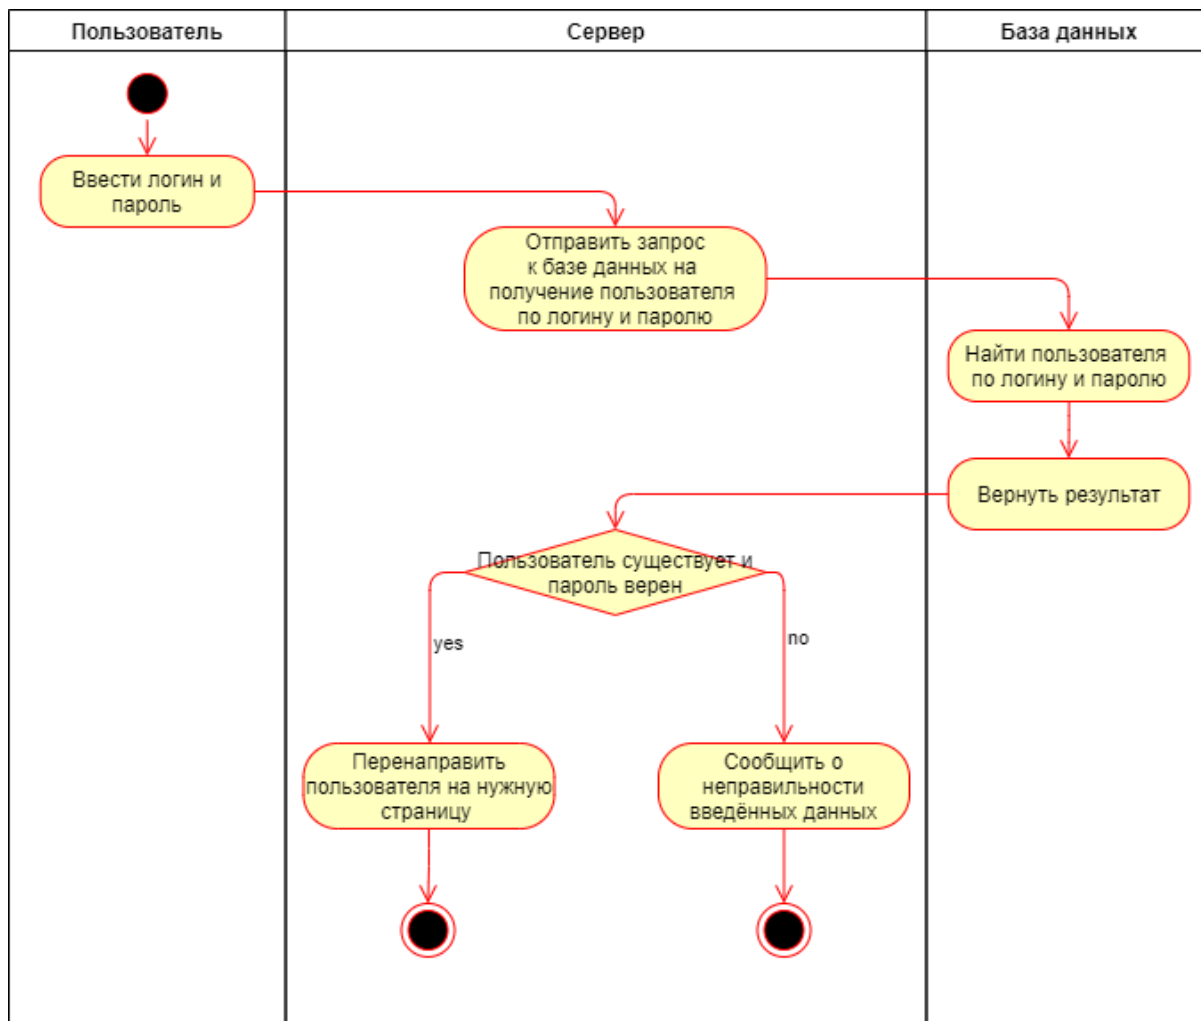 Пользователь
Сервер
База данных
Ввести логин и
пароль
Отправить запрос
к базе данных на
получение пользователя
по логину и паролю
Найти пользователя
по логину и паролю
Вернуть результат
Пользователь существует и
пароль верен
yes
no
Перенаправить
пользователя на нужную
страницу
Сообщить о
неправильности
введённых данных